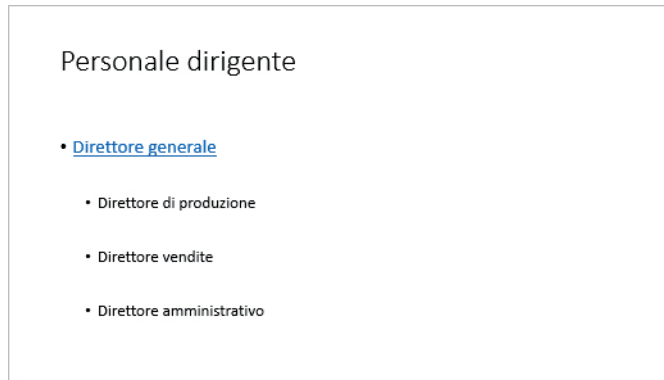 Personale dirigente
• Direttore generale
• Direttore di produzione
• Direttore vendite
• Direttore amministrativo